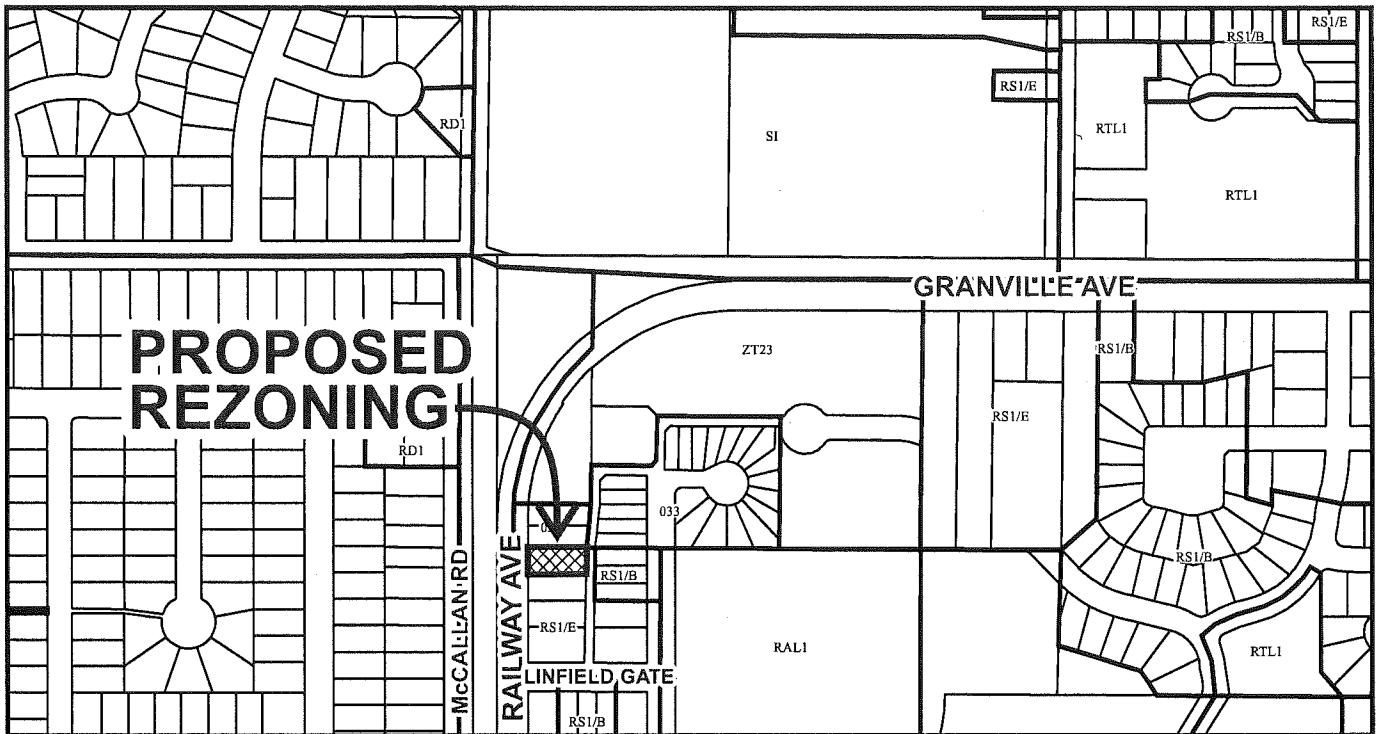 RS1/B
RS1/E
RS1/E
RD1
SI
RTL1
RTL1
GRANVILLE AVE
PROPOSED
REZONING
ZT23
RS1/B
RS1/E
RD1
033
RS1/B
McCALLAN RD
RAILWAY AVE
RS1/B
RS1/E
RAL1
RTL1
LINFIELD GATE
RS1/B